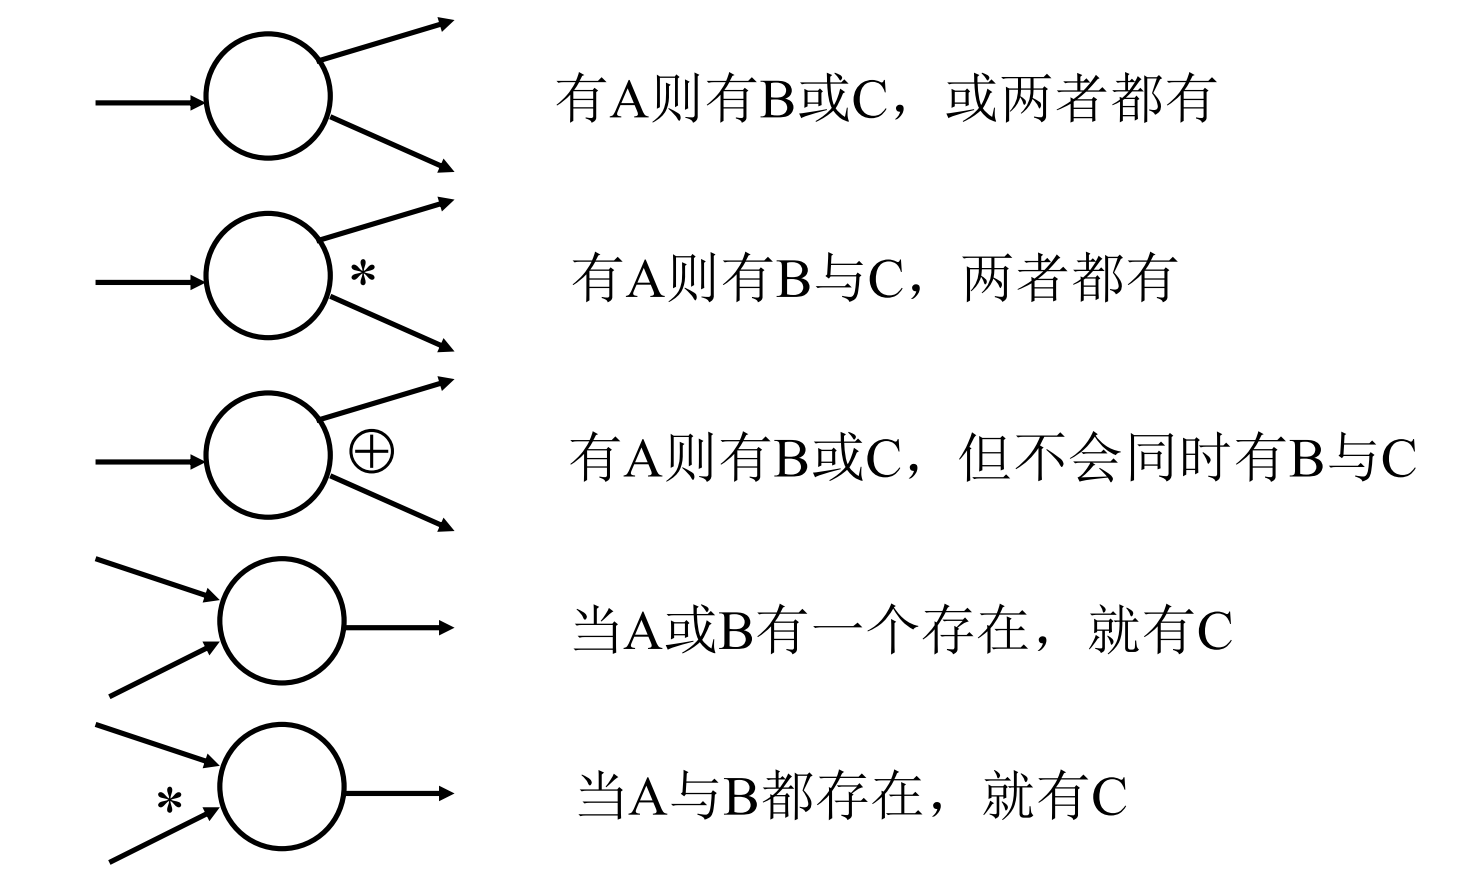 有A则有B或C，或两者都有
*
有A则有B与C，两者都有
⊕
有A则有B或C，但不会同时有B与C
当A或B有一个存在，就有C
*
当A与B都存在，就有C